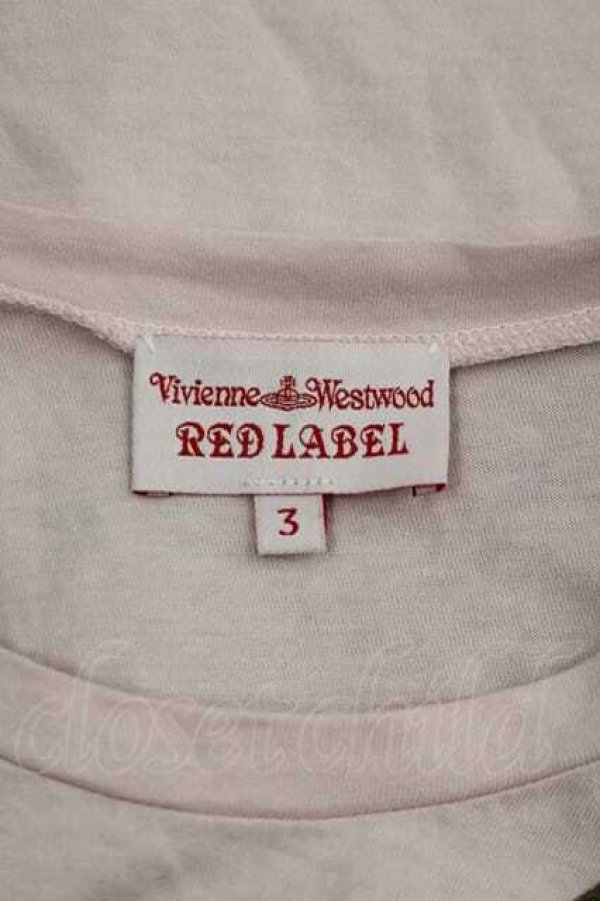 Vivienne Westwood
RED LABEL
3
closet child